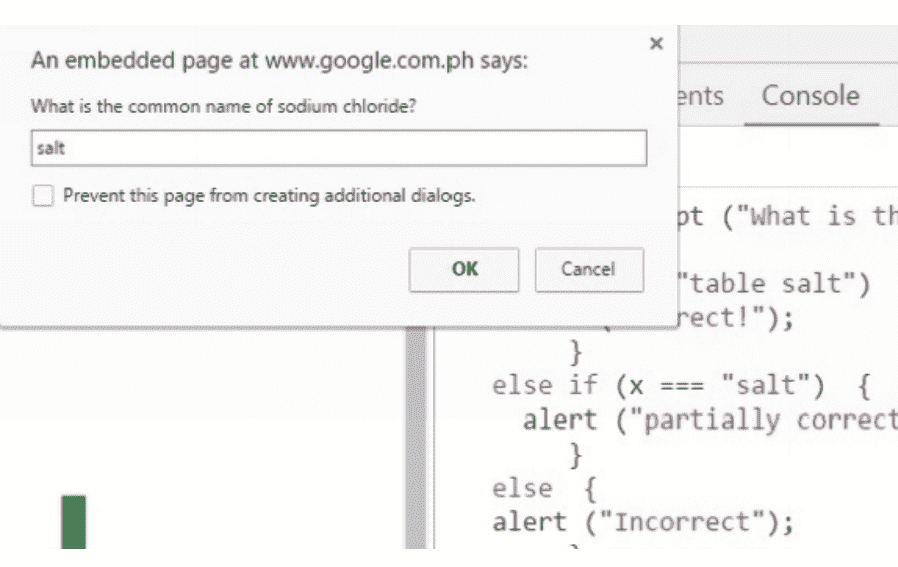 An embedded page at www.google.com.ph says:
What is the common name of sodium chloride?
salt
Prevent this page from creating additional dialogs.
OK Cancel
ents Console
pt ("What is th
"table salt")
rect!");
}
else if (x === "salt") {
alert ("partially correct
}
else {
alert ("Incorrect");